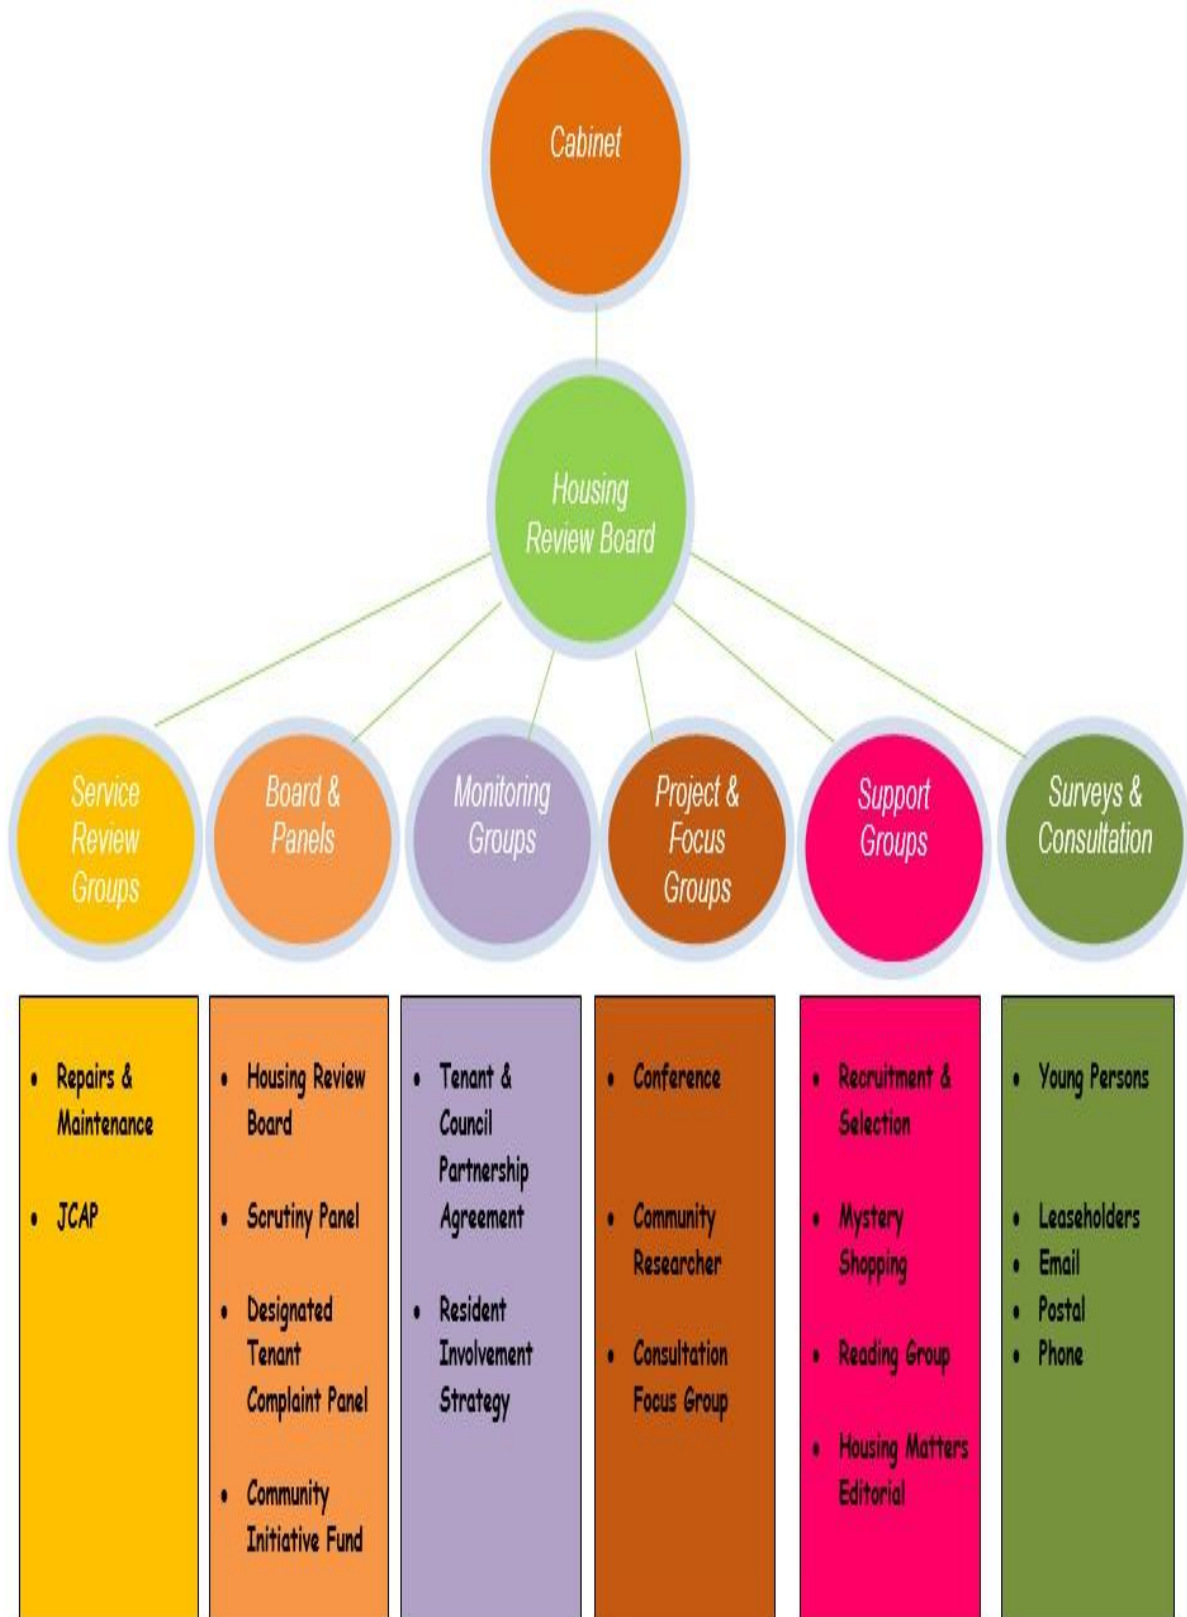 Cabinet
Housing
Review Board
Service
Review
Groups
Board &
Panels
Monitoring
Groups
Project &
Focus
Groups
Support
Groups
Surveys &
Consultation
• Repairs &
Maintenance
• JCAP
• Housing Review
Board
• Scrutiny Panel
• Designated
Tenant
Complaint Panel
• Community
Initiative Fund
• Tenant &
Council
Partnership
Agreement
• Resident
Involvement
Strategy
• Conference
• Community
Researcher
• Consultation
Focus Group
• Recruitment &
Selection
• Mystery
Shopping
• Reading Group
• Housing Matters
Editorial
• Young Persons
• Leaseholders
• Email
• Postal
• Phone